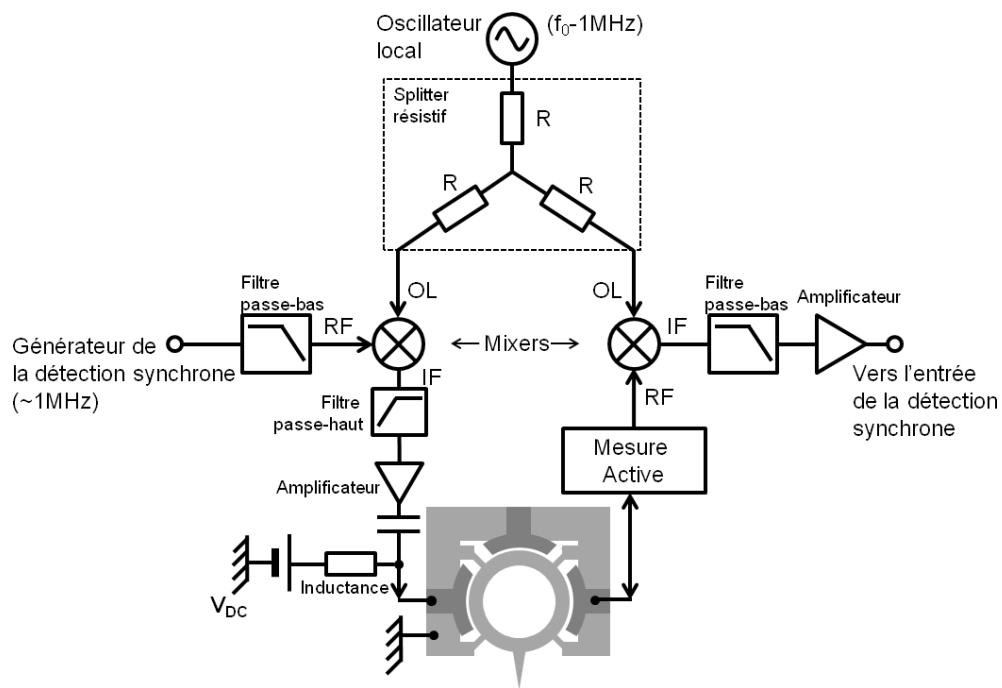 Oscillateur
local
(f₀-1MHz)
Splitter
résistif
R
R
R
OL
OL
Filtre
passe-bas
RF
Générateur de
la détection synchrone
(~1MHz)
IF
Mixers
IF
Filtre
passe-bas
Amplificateur
Vers l'entrée
de la détection
synchrone
RF
Filtre
passe-haut
Mesure
Active
Amplificateur
Inductance
V_DC